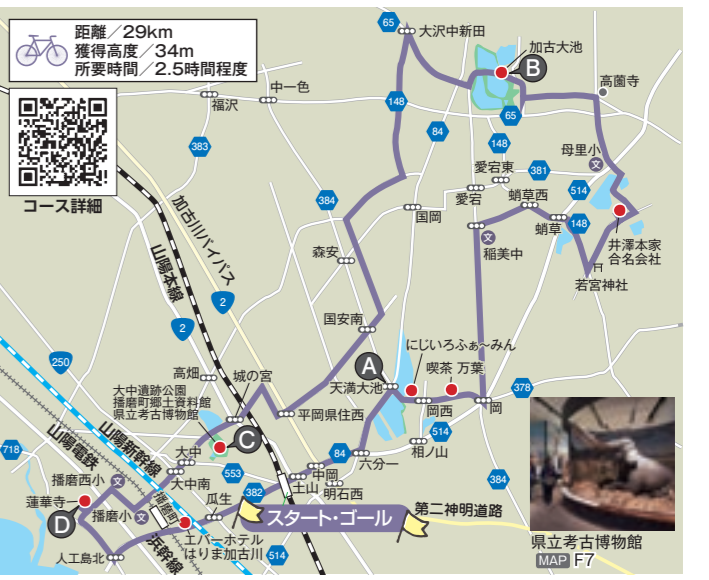 距離／29km
獲得高度／34m
所要時間／2.5時間程度
コース詳細
65
大沢中新田
加古大池
B
高薗寺
中一色
福沢
148
65
383
84
148
母里小
文
愛宕東
381
514
384
愛宕
蛸草西
国岡
蛸草
148
加古川バイパス
山陽本線
文
稲美中
井澤本家
合名会社
森安
若宮神社
2
2
国安南
にじいろふぁ～みん
250
A
喫茶 万葉
高畑
城の宮
天満大池
378
大中遺跡公園
播磨町郷土資料館
県立考古博物館
岡西
岡
平岡県住西
C
514
718
山陽電鉄
山陽新幹線
大中
84
六分一
相ノ山
553
中岡
播磨西小
文
大中南
土山
明石西
384
蓮華寺
瓜生
382
D
播磨小
文
播磨町
スタート・ゴール
第二神明道路
エバーホテル
はりま加古川
514
人工島北
浜幹線
県立考古博物館
MAP F7